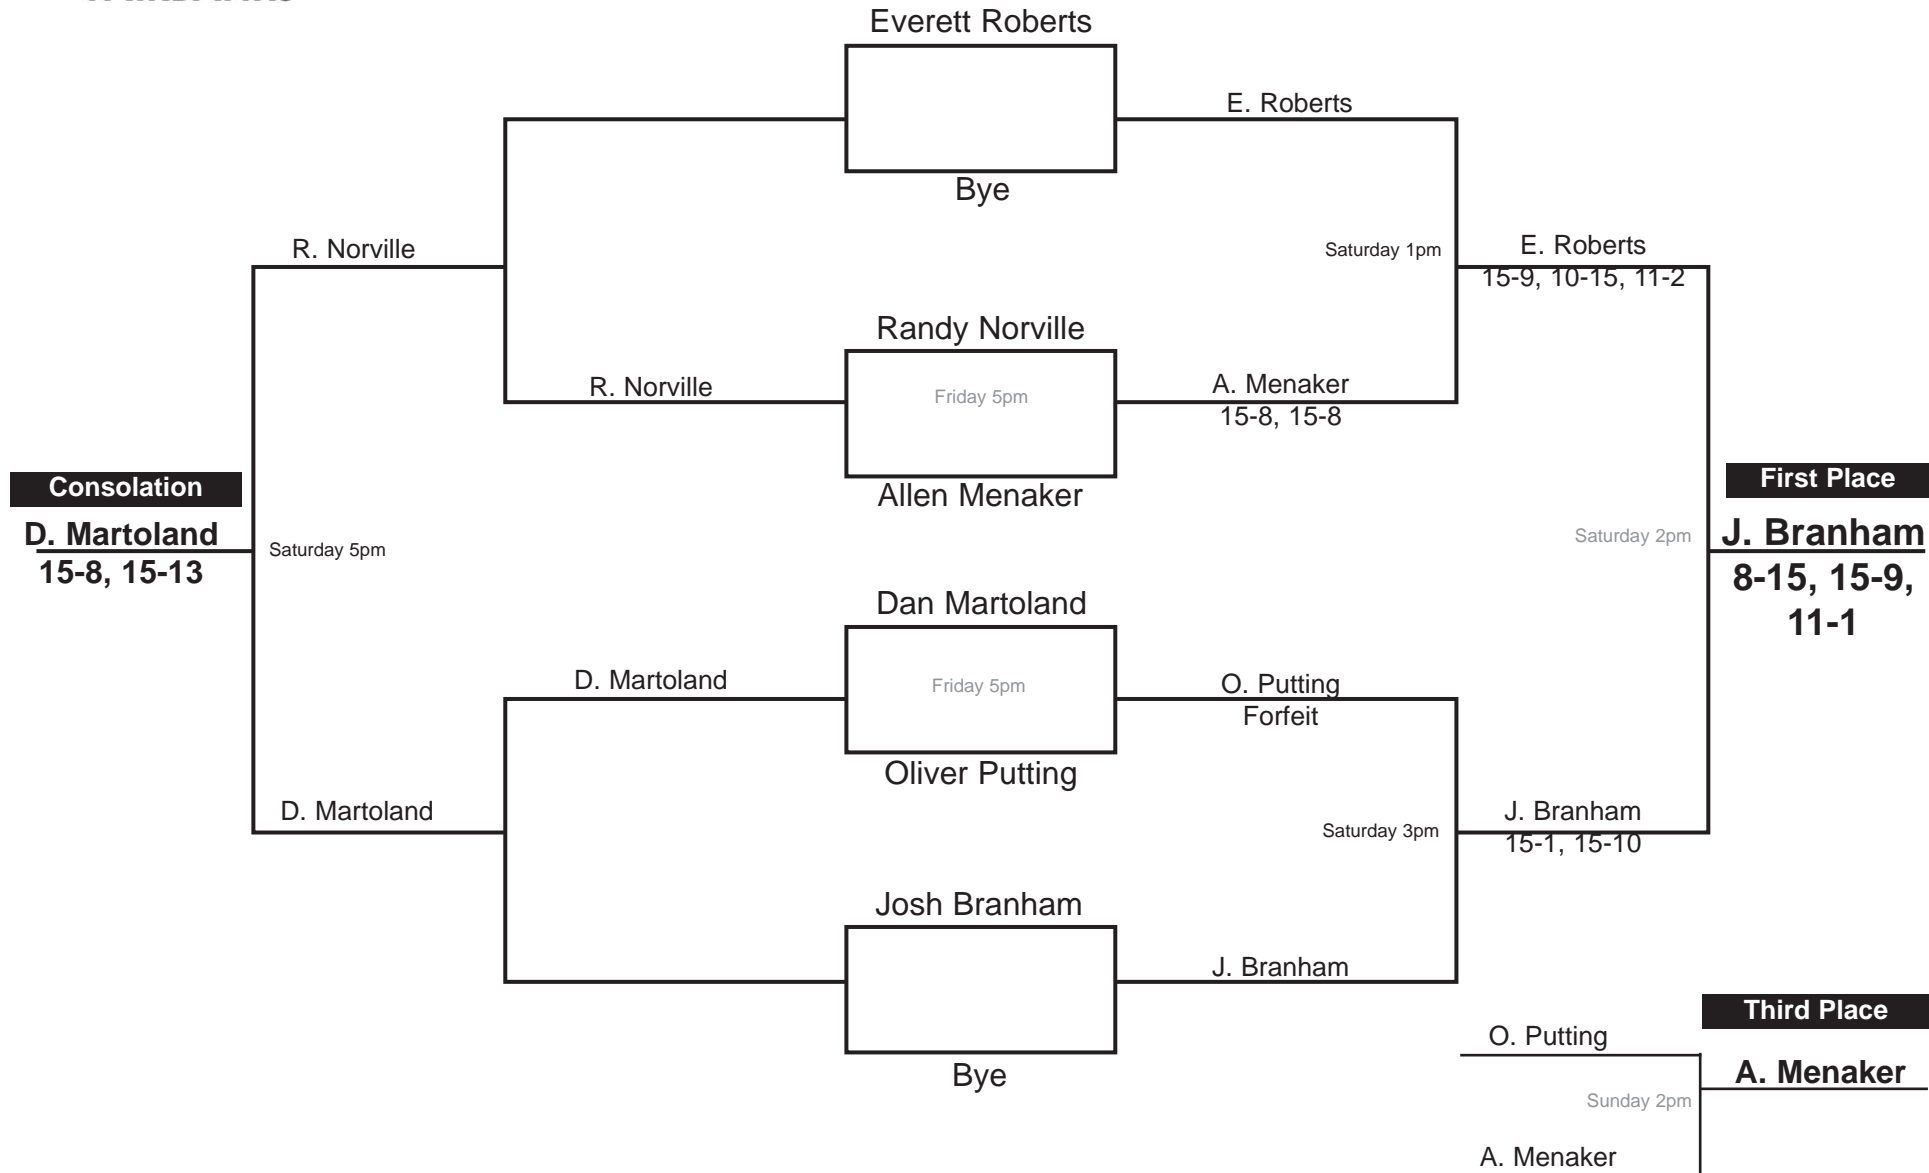 Everett Roberts
E. Roberts
Bye
R. Norville
Saturday 1pm
E. Roberts
15-9, 10-15, 11-2
Randy Norville
R. Norville
Friday 5pm
A. Menaker
15-8, 15-8
Allen Menaker
Consolation
D. Martoland
15-8, 15-13
Saturday 5pm
First Place
Saturday 2pm
J. Branham
8-15, 15-9,
11-1
Dan Martoland
D. Martoland
Friday 5pm
O. Putting
Forfeit
Oliver Putting
D. Martoland
Saturday 3pm
J. Branham
15-1, 15-10
Josh Branham
J. Branham
Bye
Third Place
O. Putting
A. Menaker
Sunday 2pm
A. Menaker